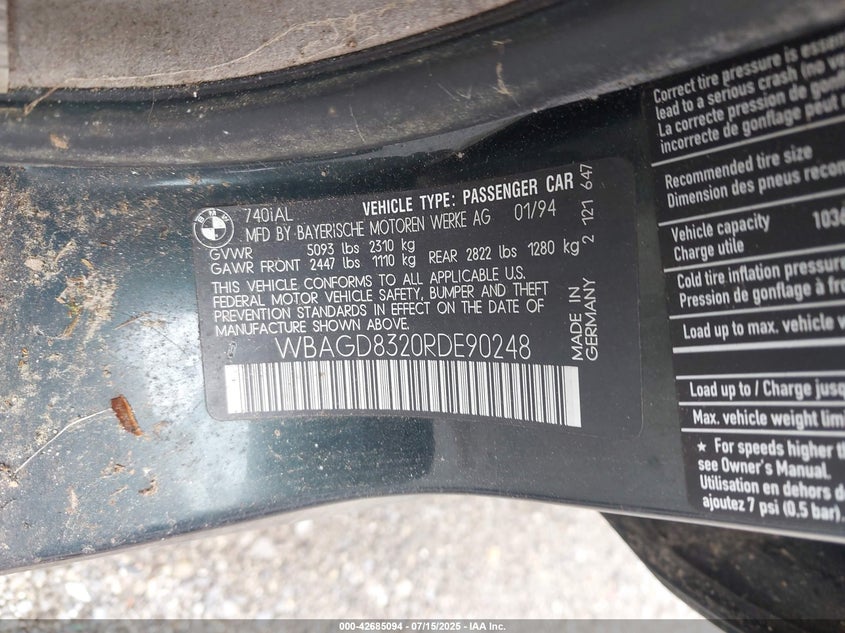 BMW
740iAL
VEHICLE TYPE: PASSENGER CAR
MFD BY BAYERISCHE MOTOREN WERKE AG 01/94
GVWR 5093 lbs 2310 kg
GAWR FRONT 2447 lbs 1110 kg REAR 2822 lbs 1280 kg
THIS VEHICLE CONFORMS TO ALL APPLICABLE U.S.
FEDERAL MOTOR VEHICLE SAFETY, BUMPER AND THEFT
PREVENTION STANDARDS IN EFFECT ON THE DATE OF
MANUFACTURE SHOWN ABOVE.
WBAGD8320RDE90248
MADE IN
GERMANY
2 121 647
Correct tire pressure is essen
lead to a serious crash (no
La correcte pression de gonfla
incorrecte de gonflage peut
Recommended tire size
Dimension des pneus recom
Vehicle capacity
Charge utile
1036
Cold tire inflation pressure
Pression de gonflage à fr
Load up to max. vehicle
Load up to / Charge jusq
Max. vehicle weight limi
★ For speeds higher th
see Owner's Manual.
Utilisation en dehors d
ajoutez 7 psi (0,5 bar).
000-42685094 - 07/15/2025 - IAA Inc.